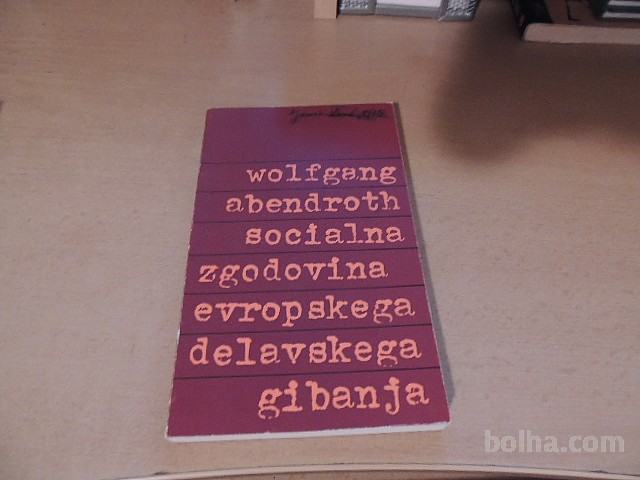 wolfgang
abendroth
socialna
zgodovina
evropskega
delavskega
gibanja
bolha.com